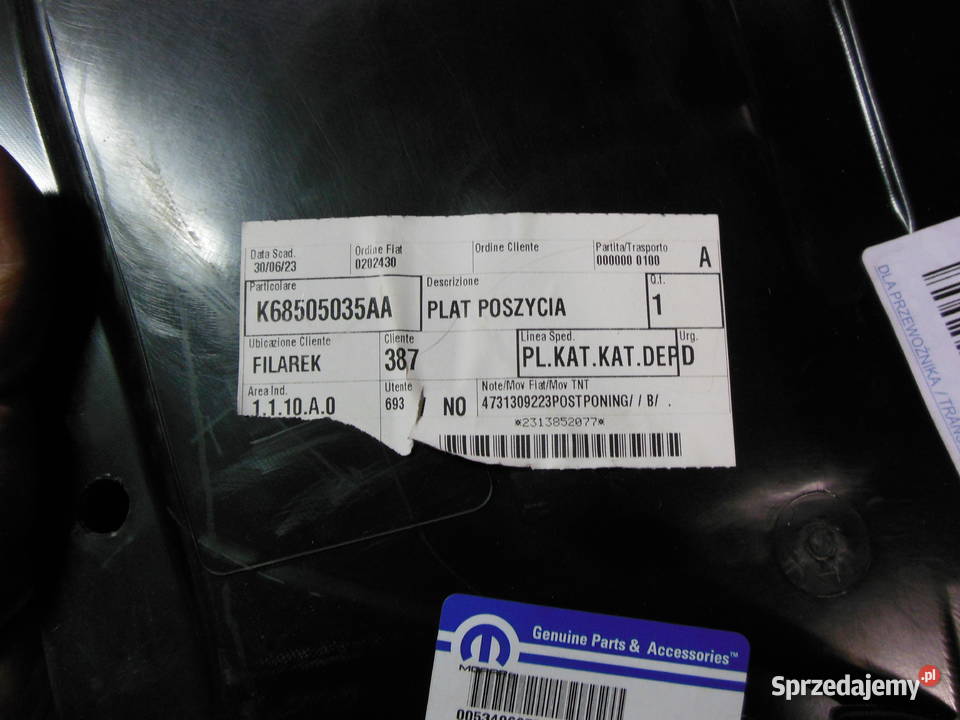 Data Scad.
30/06/23
Ordine Fiat
0202430
Ordine Cliente
Partita/Trasporto
000000 0100
A
Particolare
K68505035AA
Descrizione
PLAT POSZYCIA
Q.t.
1
Ubicazione Cliente
FILAREK
Cliente
387
Linea Sped.
PL.KAT.KAT.DEP
Urg.
D
Area Ind.
1.1.10.A.0
Utente
693
NO
Note/Mov Fiat/Mov TNT
4731309223POSTPONING/ / B/ .
*2313852077*
DLA PRZEWOŹNIKA
Genuine Parts & Accessories™
Sprzedajemy.pl